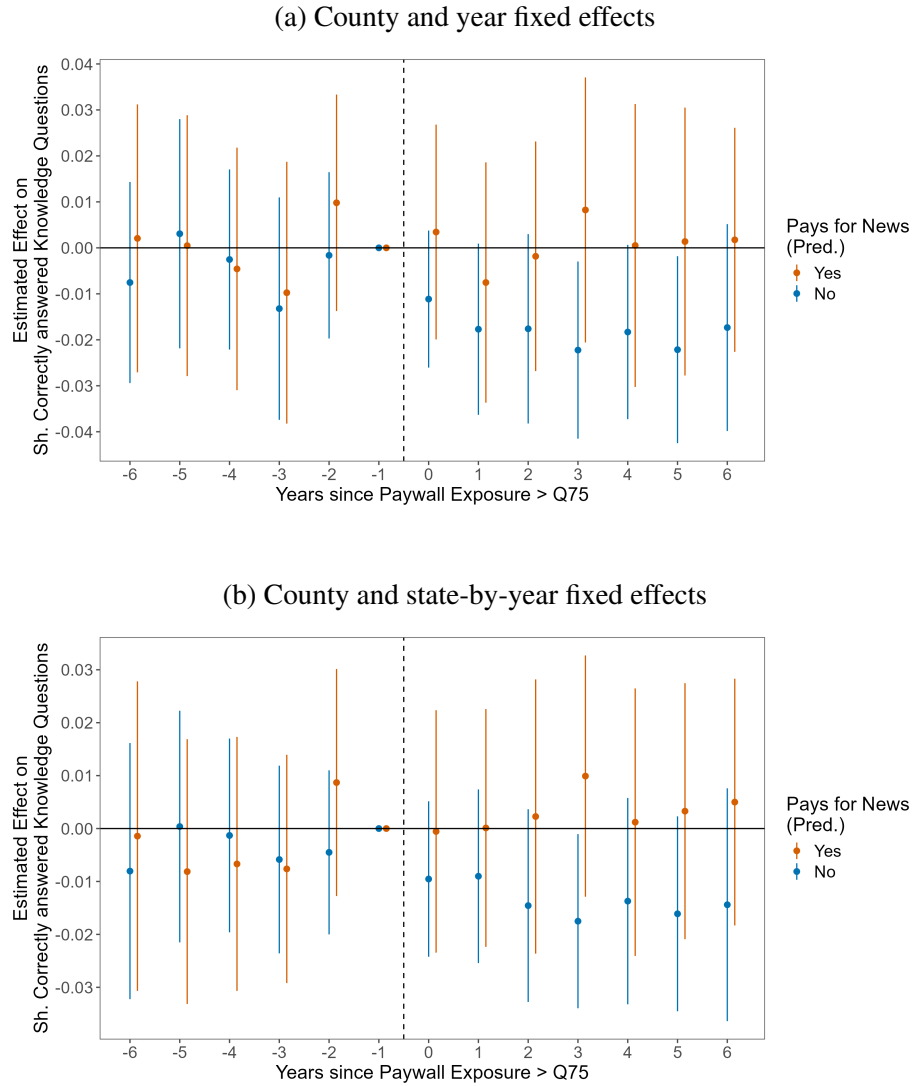 (a) County and year fixed effects
Estimated Effect on
Sh. Correctly answered Knowledge Questions
0.04
0.03
0.02
0.01
0.00
-0.01
-0.02
-0.03
-0.04
-6 -5 -4 -3 -2 -1 0 1 2 3 4 5 6
Years since Paywall Exposure > Q75
Pays for News
(Pred.)
Yes
No
(b) County and state-by-year fixed effects
Estimated Effect on
Sh. Correctly answered Knowledge Questions
0.03
0.02
0.01
0.00
-0.01
-0.02
-0.03
-6 -5 -4 -3 -2 -1 0 1 2 3 4 5 6
Years since Paywall Exposure > Q75
Pays for News
(Pred.)
Yes
No